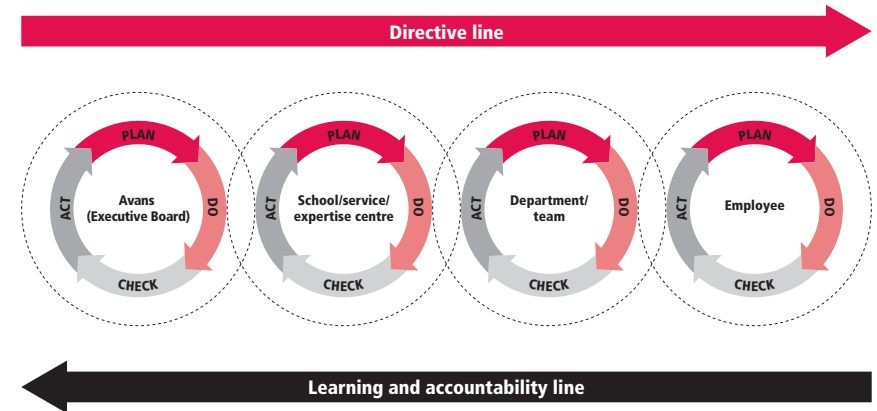 Directive line
PLAN
DO
CHECK
ACT
Avans
(Executive Board)
PLAN
DO
CHECK
ACT
School/service/
expertise centre
PLAN
DO
CHECK
ACT
Department/
team
PLAN
DO
CHECK
ACT
Employee
Learning and accountability line